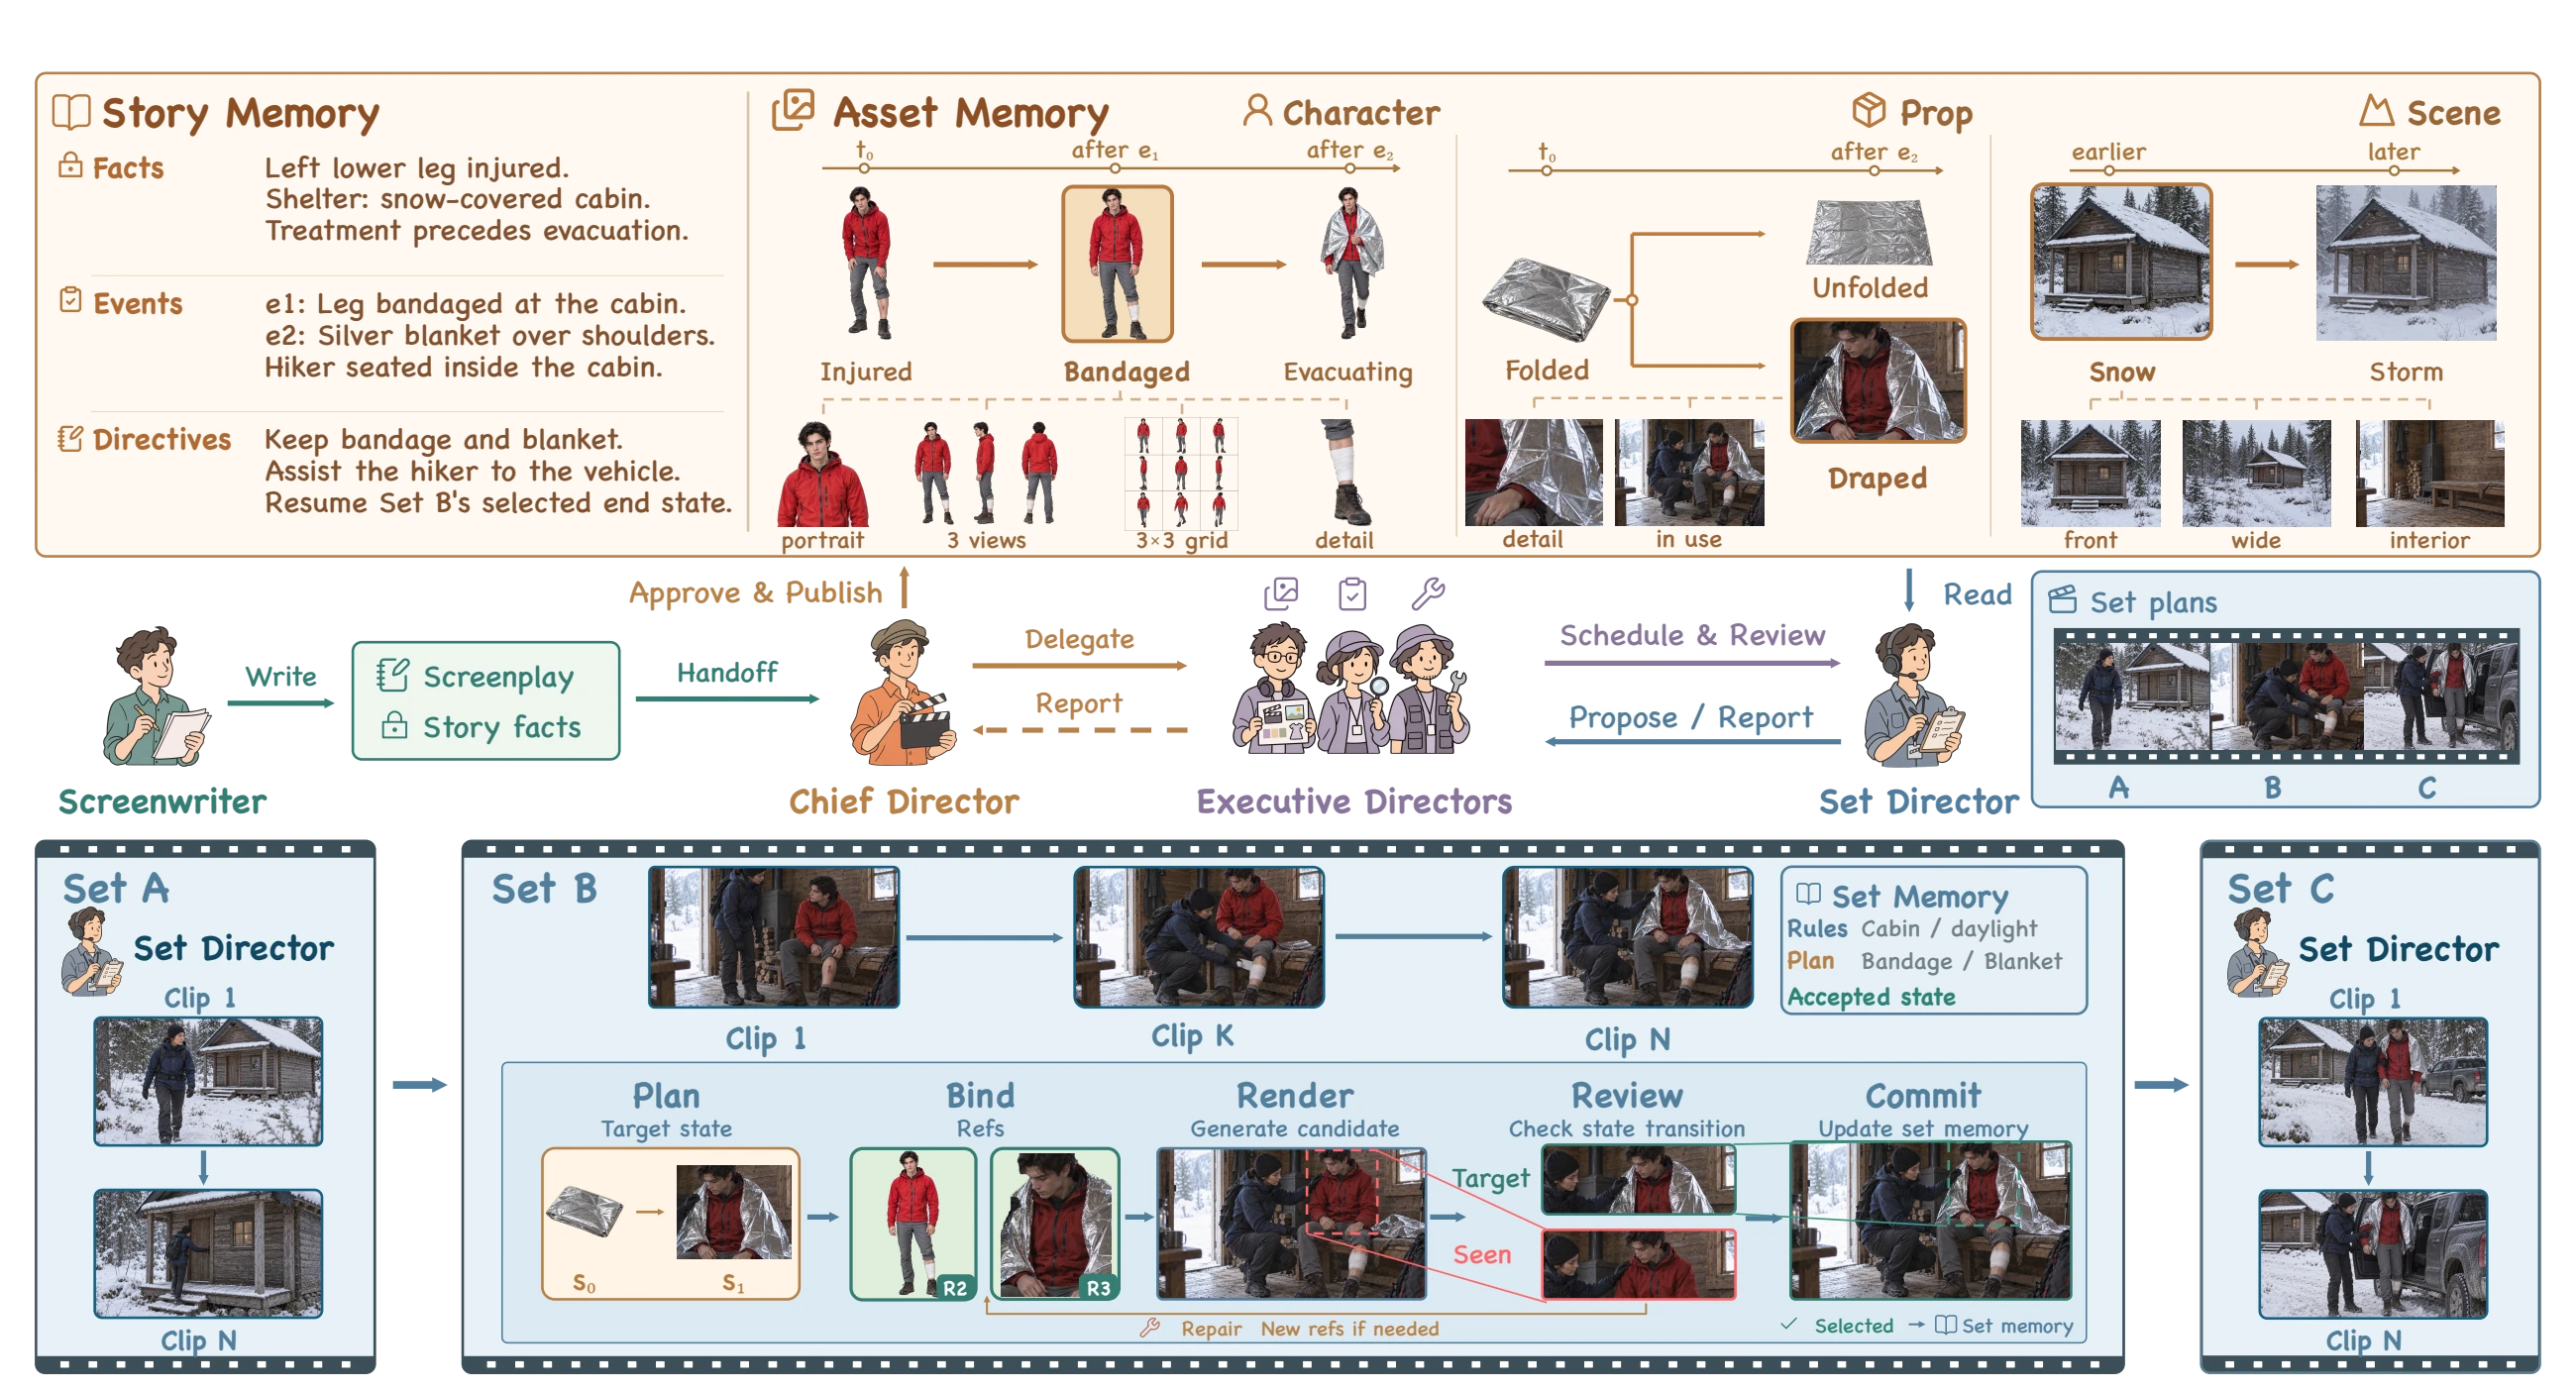 Story Memory
Facts
Left lower leg injured.
Shelter: snow-covered cabin.
Treatment precedes evacuation.
Events
e1: Leg bandaged at the cabin.
e2: Silver blanket over shoulders.
Hiker seated inside the cabin.
Directives
Keep bandage and blanket.
Assist the hiker to the vehicle.
Resume Set B's selected end state.
Asset Memory
Character
t₀
after e₁
after e₂
Injured
Bandaged
Evacuating
portrait
3 views
3×3 grid
detail
Prop
t₀
after e₂
Folded
Unfolded
Draped
detail
in use
Scene
earlier
later
Snow
Storm
front
wide
interior
Approve & Publish
Read
Write
Screenplay
Story facts
Handoff
Delegate
Report
Schedule & Review
Propose / Report
Set plans
A
B
C
Screenwriter
Chief Director
Executive Directors
Set Director
Set A
Set Director
Clip 1
Clip N
Set B
Clip 1
Clip K
Clip N
Set Memory
Rules Cabin / daylight
Plan Bandage / Blanket
Accepted state
Plan
Target state
S₀
S₁
Bind
Refs
R2
R3
Render
Generate candidate
Review
Check state transition
Target
Seen
Commit
Update set memory
Repair New refs if needed
Selected → Set memory
Set C
Set Director
Clip 1
Clip N